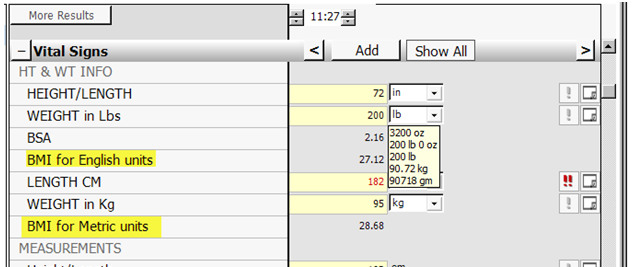 More Results
11:27
− Vital Signs < Add Show All >
HT & WT INFO
HEIGHT/LENGTH 72 in
WEIGHT in Lbs 200 lb
3200 oz
BSA 2.16 200 lb 0 oz
200 lb
BMI for English units 27.12 90.72 kg
LENGTH CM 182 90718 gm !!
WEIGHT in Kg 95 kg
BMI for Metric units 28.68
MEASUREMENTS